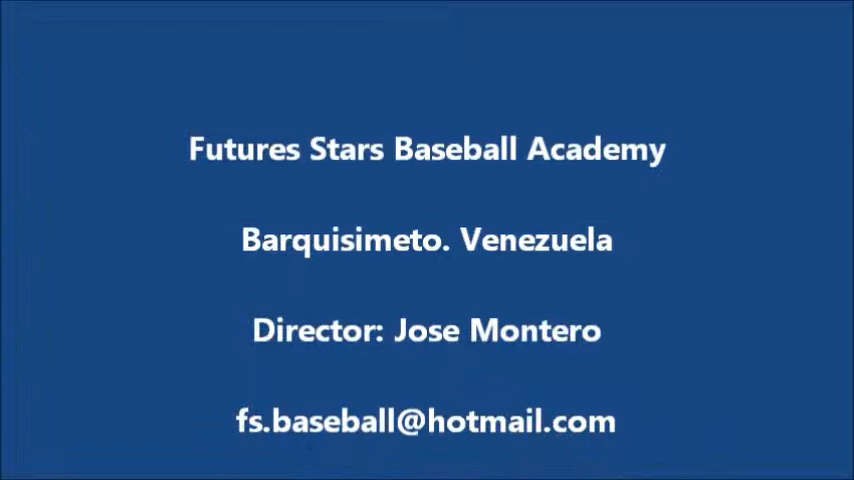 Futures Stars Baseball Academy
Barquisimeto. Venezuela
Director: Jose Montero
fs.baseball@hotmail.com